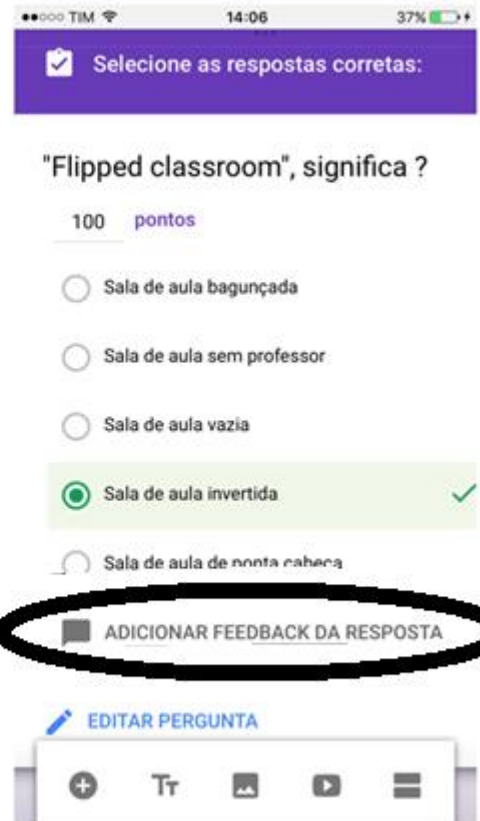 TIM 14:06 37%
Selecione as respostas corretas:
"Flipped classroom", significa ?
100 pontos
Sala de aula bagunçada
Sala de aula sem professor
Sala de aula vazia
Sala de aula invertida
Sala de aula de ponta cabeça
ADICIONAR FEEDBACK DA RESPOSTA
EDITAR PERGUNTA
Tт